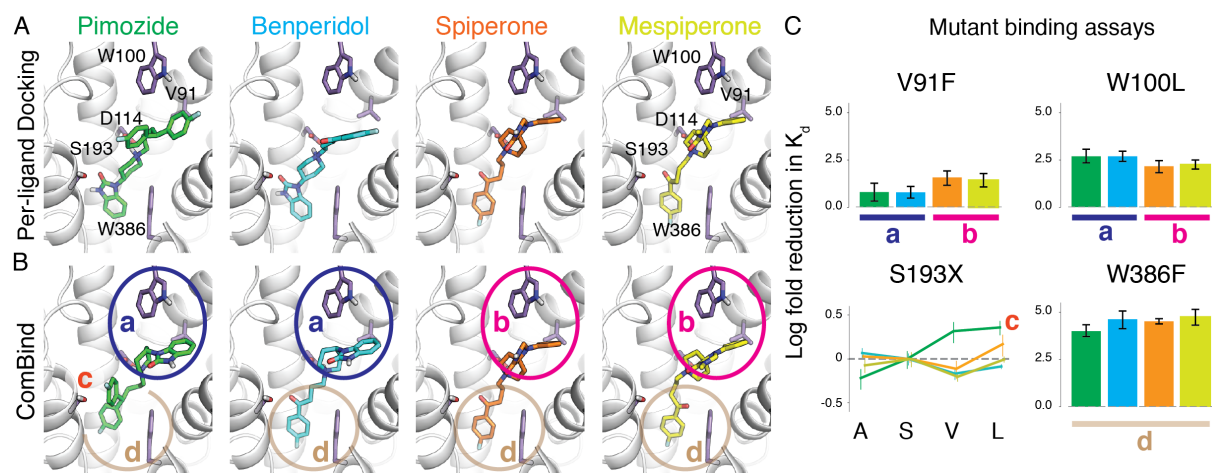 A
Pimozide
Benperidol
Spiperone
Mespiperone
Per-ligand Docking
W100
V91
D114
S193
W386
W100
V91
D114
S193
W386
B
ComBind
a
c
a
d
b
d
b
d
d
C
Mutant binding assays
Log fold reduction in Kd
V91F
5.0
2.5
0.0
a
b
W100L
5.0
2.5
0.0
a
b
S193X
0.5
0
-0.5
c
A S V L
W386F
5.0
2.5
0.0
d